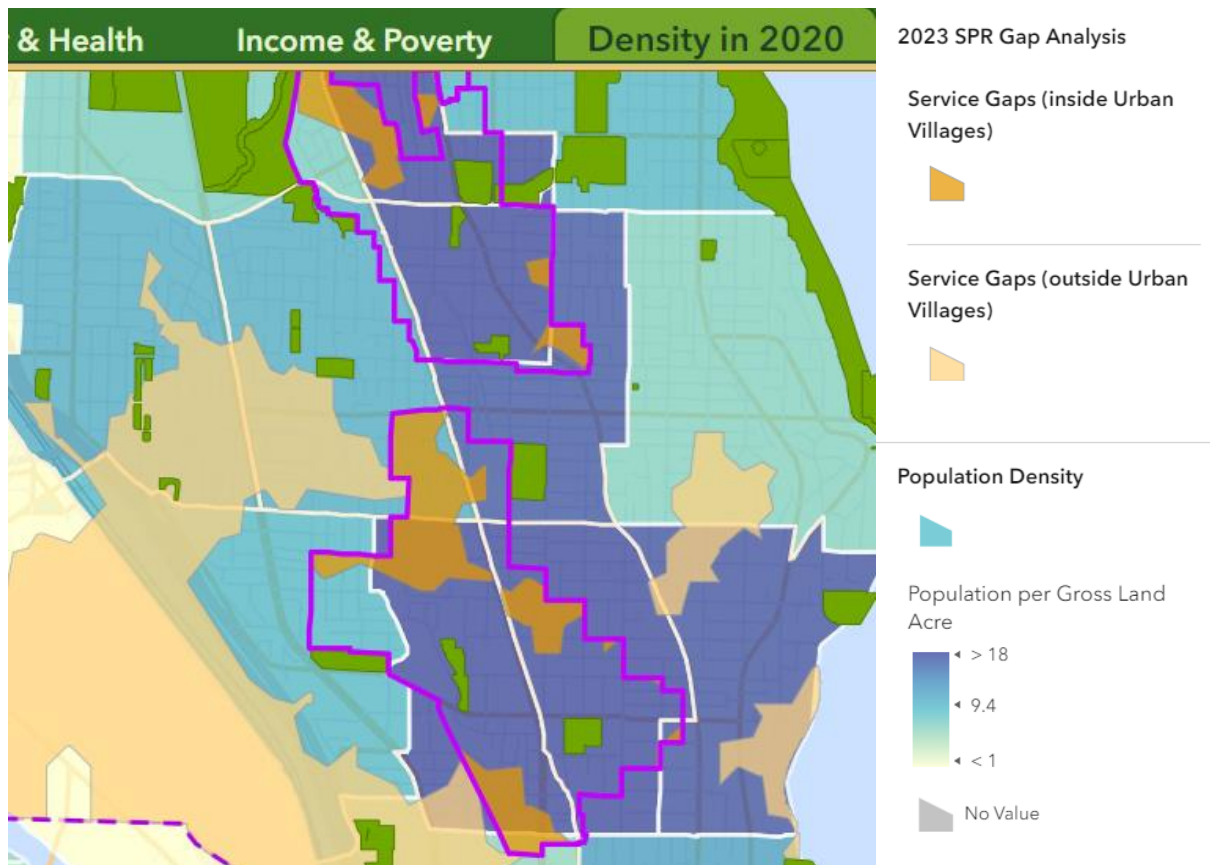 & Health
Income & Poverty
Density in 2020
2023 SPR Gap Analysis
Service Gaps (inside Urban
Villages)
Service Gaps (outside Urban
Villages)
Population Density
Population per Gross Land
Acre
> 18
9.4
< 1
No Value